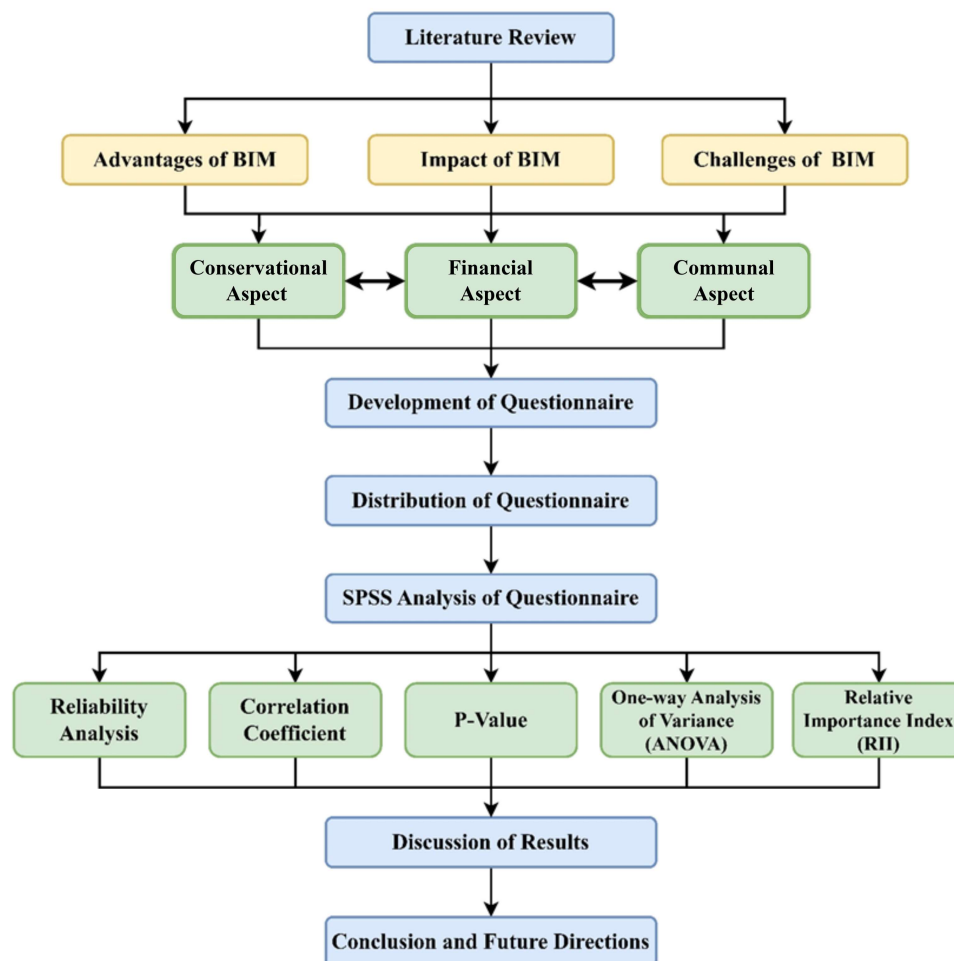 Literature Review
Advantages of BIM
Impact of BIM
Challenges of BIM
Conservational
Aspect
Financial
Aspect
Communal
Aspect
Development of Questionnaire
Distribution of Questionnaire
SPSS Analysis of Questionnaire
Reliability
Analysis
Correlation
Coefficient
P-Value
One-way Analysis
of Variance
(ANOVA)
Relative
Importance Index
(RII)
Discussion of Results
Conclusion and Future Directions